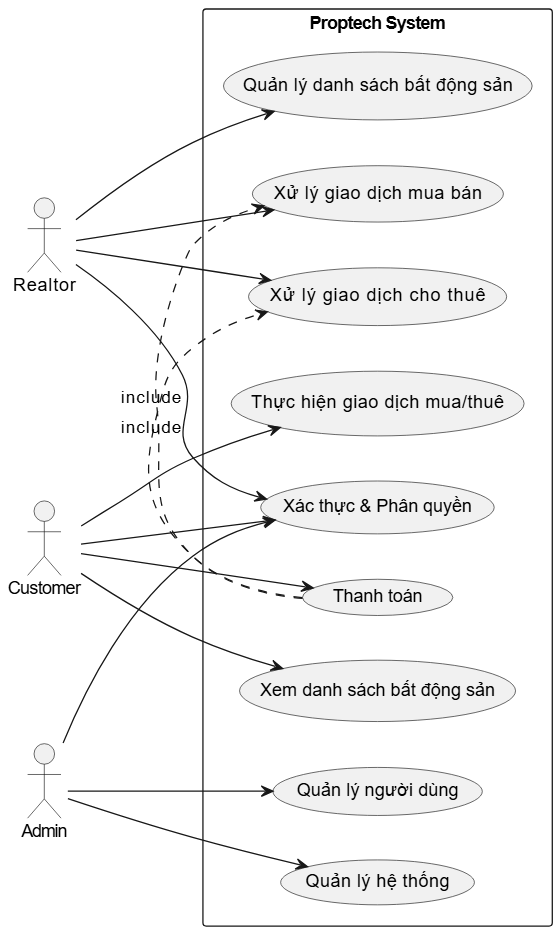 Proptech System
Quản lý danh sách bất động sản
Xử lý giao dịch mua bán
Realtor
Xử lý giao dịch cho thuê
include
Thực hiện giao dịch mua/thuê
include
Xác thực & Phân quyền
Customer
Thanh toán
Xem danh sách bất động sản
Quản lý người dùng
Admin
Quản lý hệ thống